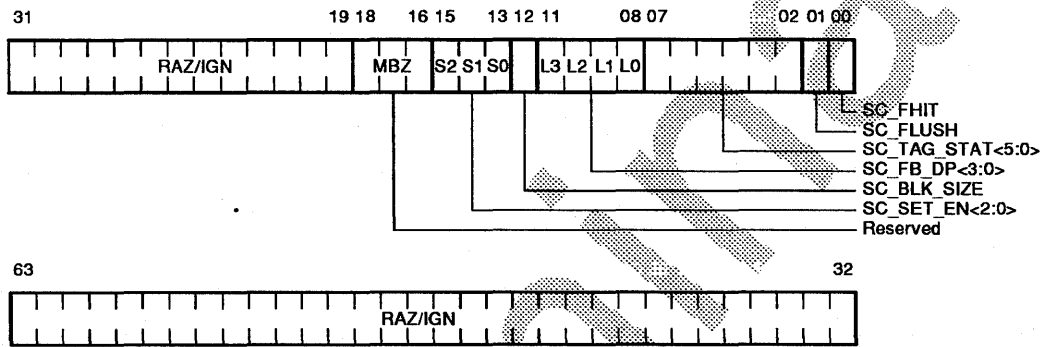 31 19 18 16 15 13 12 11 08 07 02 01 00
RAZ/IGN MBZ S2 S1 S0 L3 L2 L1 L0
SC_FHIT
SC_FLUSH
SC_TAG_STAT<5:0>
SC_FB_DP<3:0>
SC_BLK_SIZE
SC_SET_EN<2:0>
Reserved
63 32
RAZ/IGN